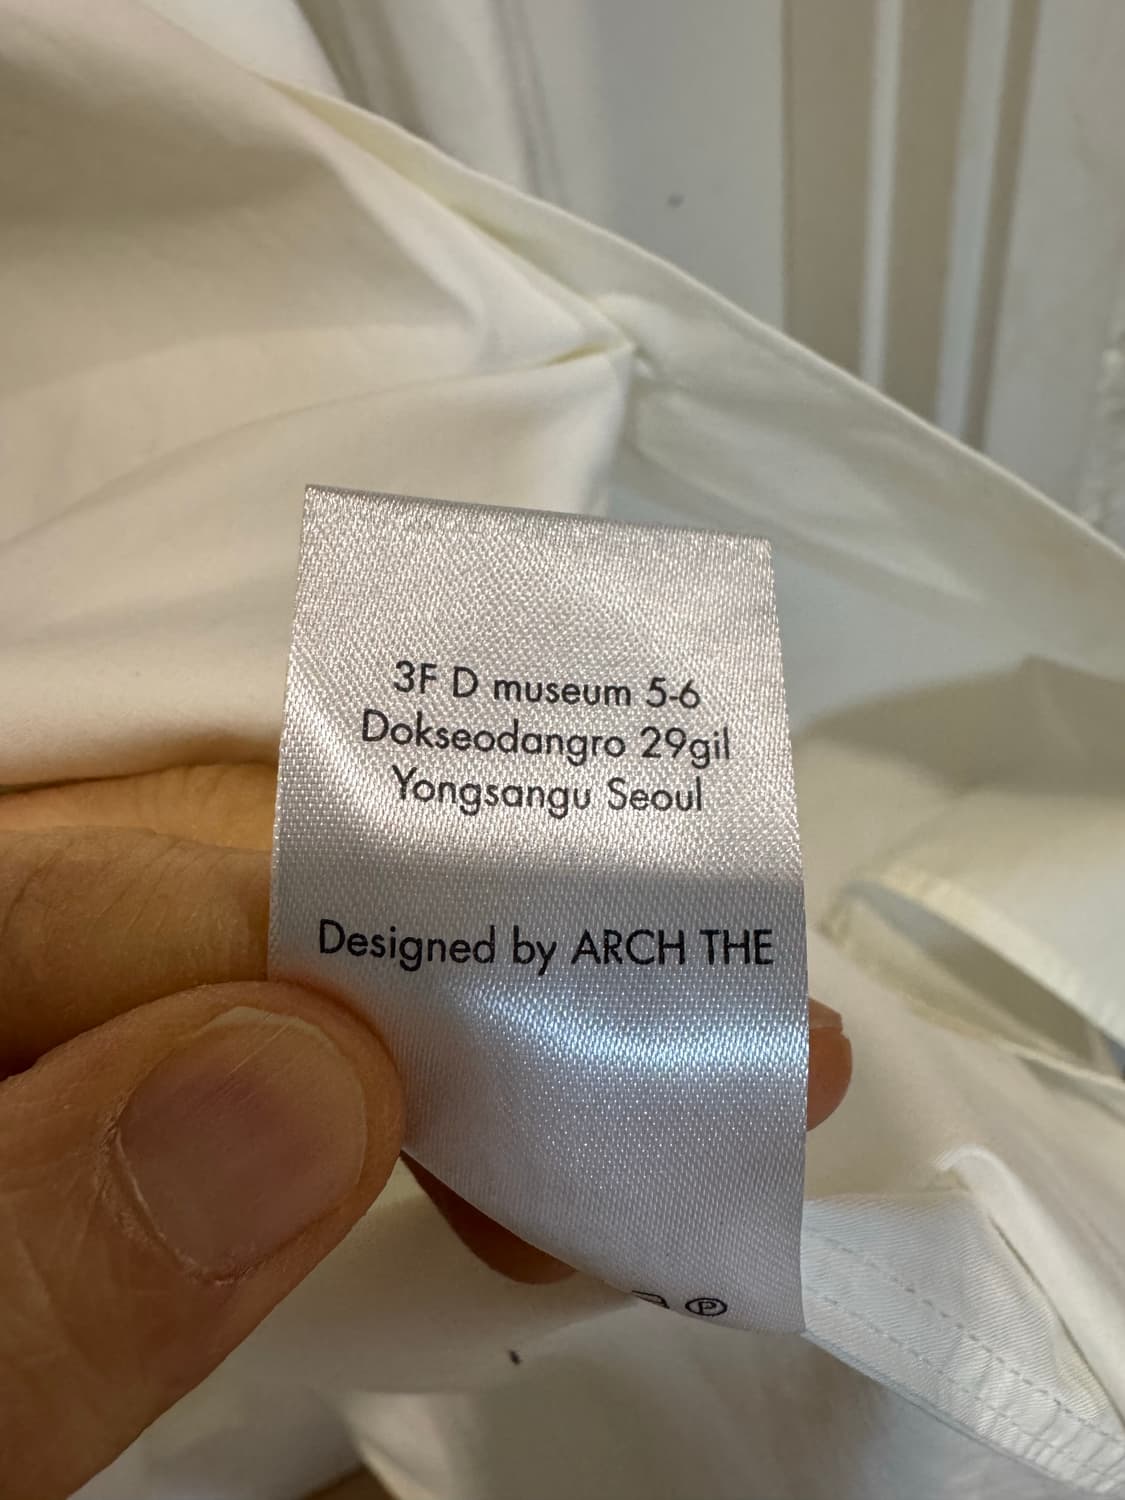 3F D museum 5-6
Dokseodangro 29gil
Yongsangu Seoul
Designed by ARCH THE
P